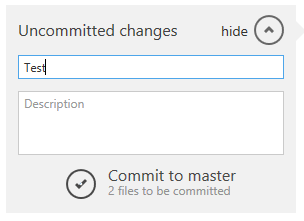 Uncommitted changes hide
Test
Description
Commit to master
2 files to be committed